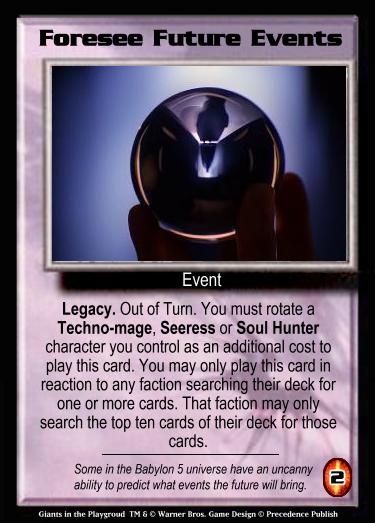 Foresee Future Events
Event
Legacy. Out of Turn. You must rotate a
Techno-mage, Seeress or Soul Hunter
character you control as an additional cost to
play this card. You may only play this card in
reaction to any faction searching their deck for
one or more cards. That faction may only
search the top ten cards of their deck for those
cards.
Some in the Babylon 5 universe have an uncanny
ability to predict what events the future will bring.
2
Giants in the Playgroud TM & © Warner Bros. Game Design © Precedence Publish